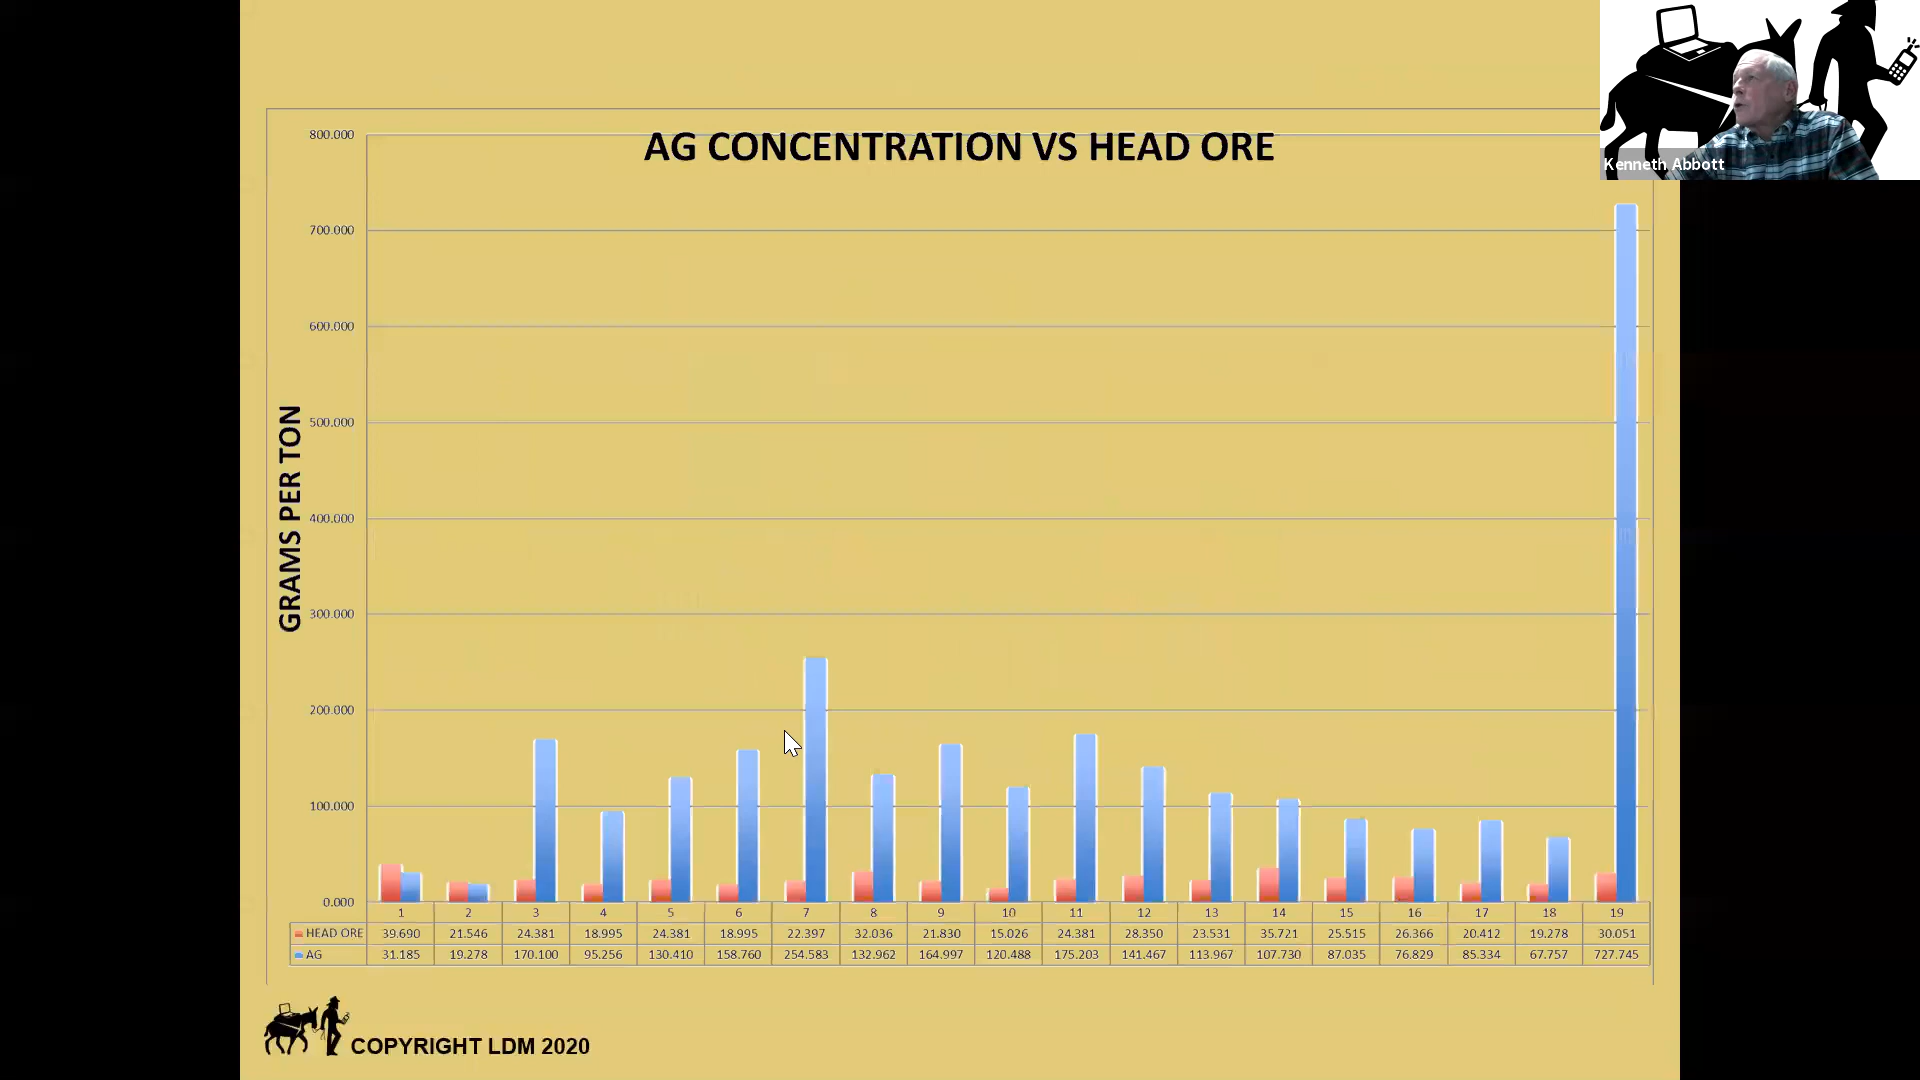 Kenneth Abbott
AG CONCENTRATION VS HEAD ORE
GRAMS PER TON
800.000
700.000
600.000
500.000
400.000
300.000
200.000
100.000
0.000
1 2 3 4 5 6 7 8 9 10 11 12 13 14 15 16 17 18 19
HEAD ORE 39.690 21.546 24.381 18.995 24.381 18.995 22.397 32.036 21.830 15.026 24.381 28.350 23.531 35.721 25.515 26.366 20.412 19.278 30.051
AG 31.185 19.278 170.100 95.256 130.410 158.760 254.583 132.962 164.997 120.488 175.203 141.467 113.967 107.730 87.035 76.829 85.334 67.757 727.745
COPYRIGHT LDM 2020